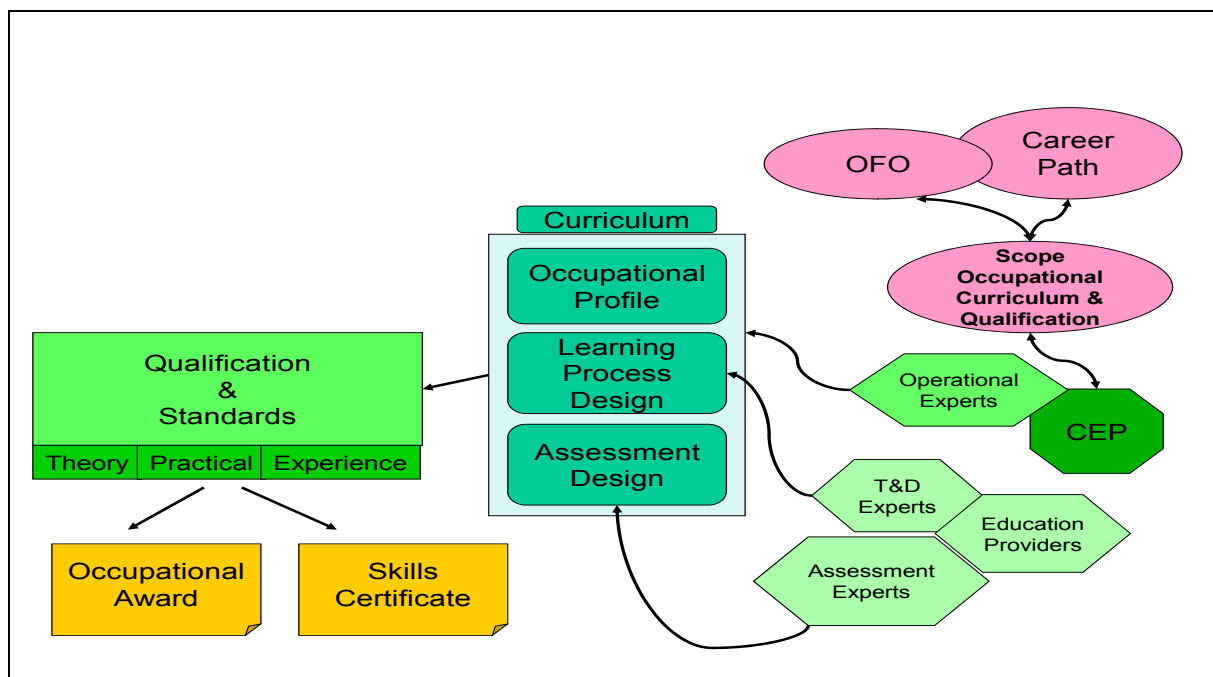 Career
Path
OFO
Curriculum
Scope
Occupational
Curriculum &
Qualification
Occupational
Profile
Learning
Process
Design
Assessment
Design
Qualification
&
Standards
Theory
Practical
Experience
Operational
Experts
CEP
T&D
Experts
Education
Providers
Assessment
Experts
Occupational
Award
Skills
Certificate